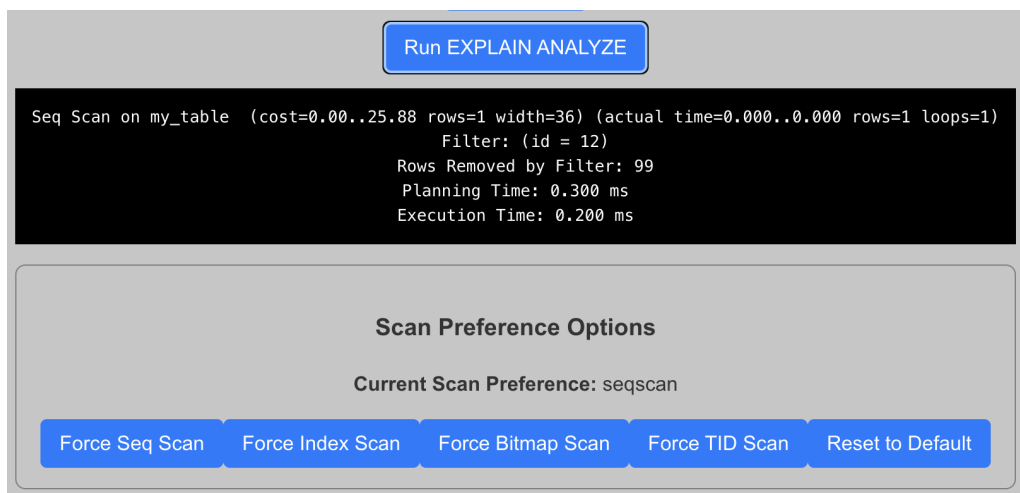 Run EXPLAIN ANALYZE
Seq Scan on my_table  (cost=0.00..25.88 rows=1 width=36) (actual time=0.000..0.000 rows=1 loops=1)
Filter: (id = 12)
Rows Removed by Filter: 99
Planning Time: 0.300 ms
Execution Time: 0.200 ms
Scan Preference Options
Current Scan Preference: seqscan
Force Seq Scan Force Index Scan Force Bitmap Scan Force TID Scan Reset to Default